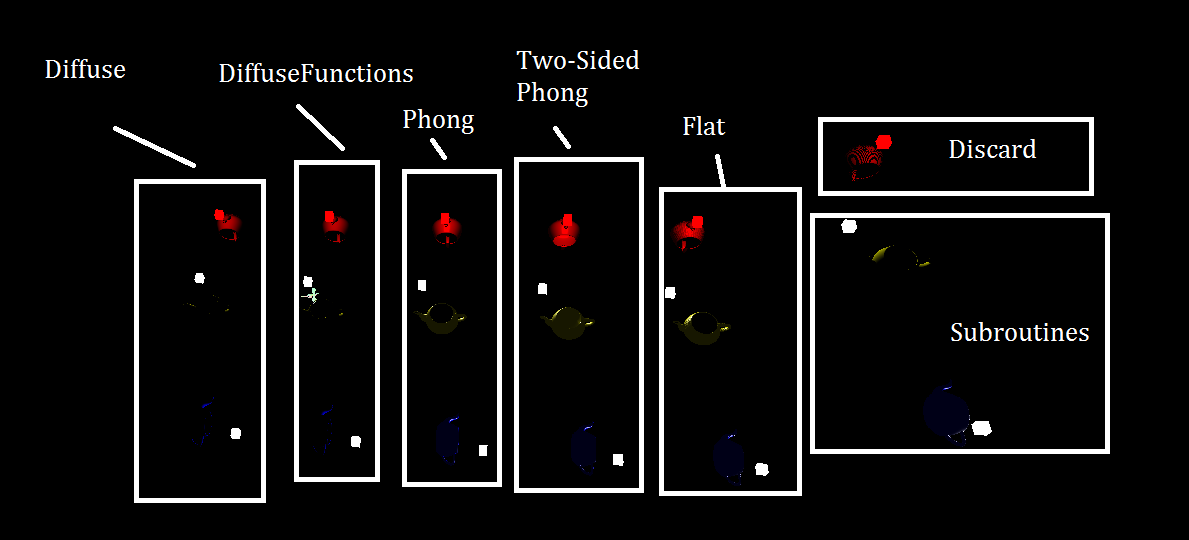 Diffuse
DiffuseFunctions
Phong
Two-Sided
Phong
Flat
Discard
Subroutines